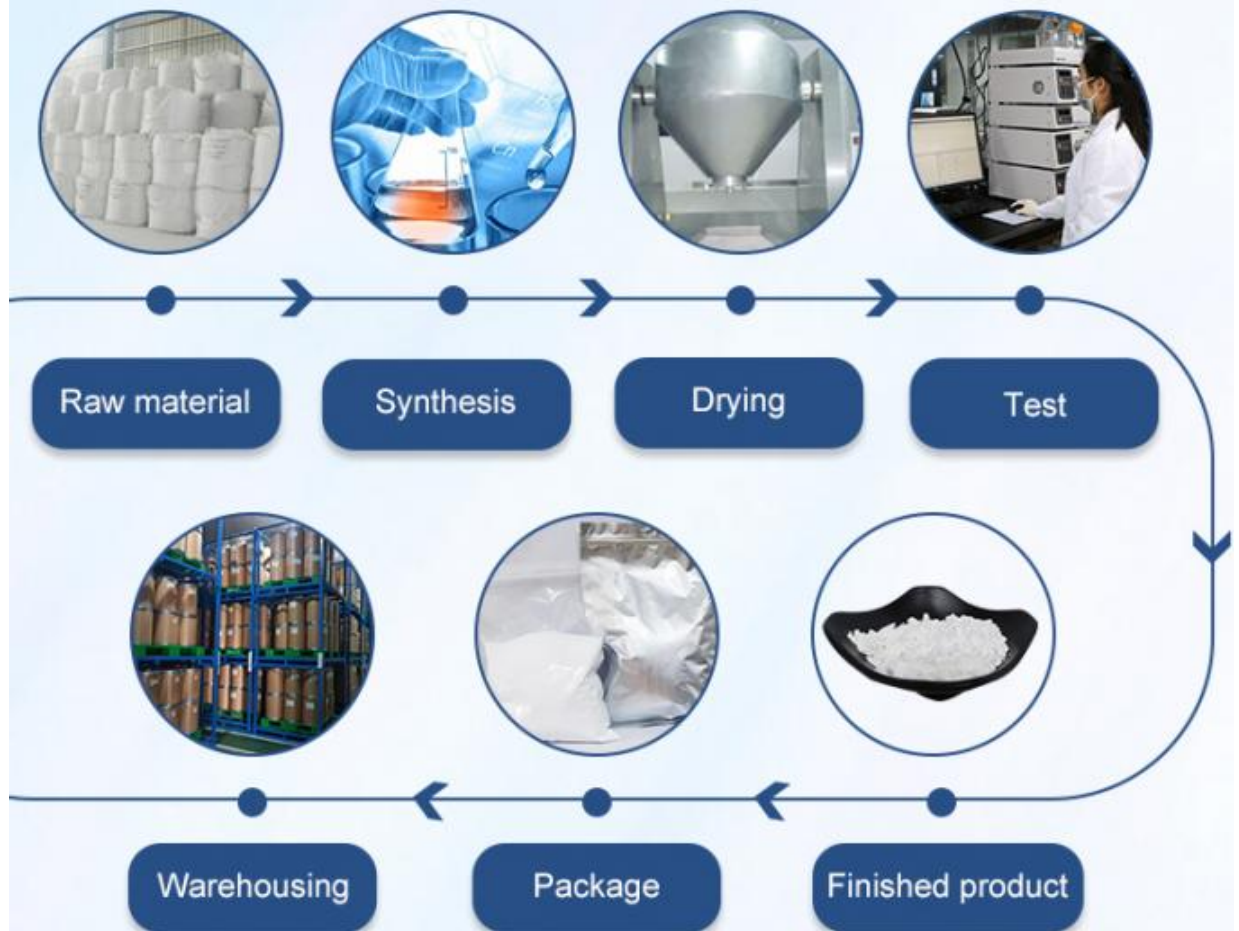 Raw material
Synthesis
Drying
Test
Warehousing
Package
Finished product